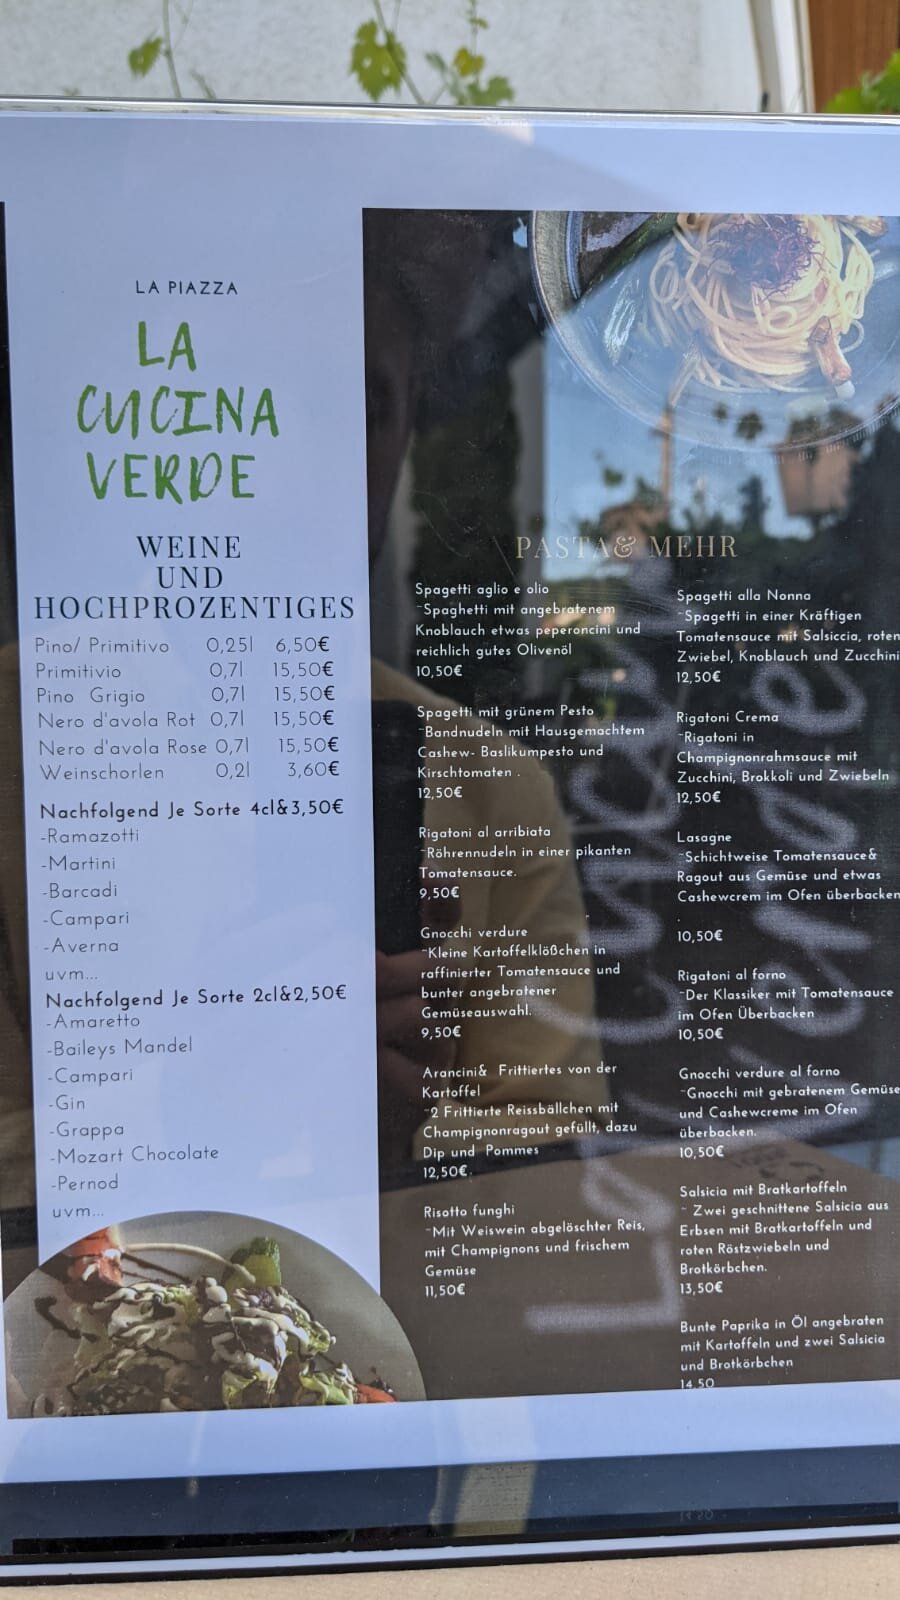 LA PIAZZA
LA
CUCINA
VERDE
WEINE
UND
HOCHPROZENTIGES
Pino/ Primitivo 0,25l 6,50€
Primitivio 0,7l 15,50€
Pino Grigio 0,7l 15,50€
Nero d'avola Rot 0,7l 15,50€
Nero d'avola Rose 0,7l 15,50€
Weinschorlen 0,2l 3,60€
Nachfolgend Je Sorte 4cl&3,50€
-Ramazotti
-Martini
-Barcadi
-Campari
-Averna
uvm...
Nachfolgend Je Sorte 2cl&2,50€
-Amaretto
-Baileys Mandel
-Campari
-Gin
-Grappa
-Mozart Chocolate
-Pernod
uvm...
PASTA& MEHR
Spagetti aglio e olio
~Spaghetti mit angebratenem
Knoblauch etwas peperoncini und
reichlich gutes Olivenöl
10,50€
Spagetti mit grünem Pesto
~Bandnudeln mit Hausgemachtem
Cashew- Baslikumpesto und
Kirschtomaten .
12,50€
Rigatoni al arribiata
~Röhrennudeln in einer pikanten
Tomatensauce.
9,50€
Gnocchi verdure
~Kleine Kartoffelklößchen in
raffinierter Tomatensauce und
bunter angebratener
Gemüseauswahl.
9,50€
Arancini& Frittiertes von der
Kartoffel
~2 Frittierte Reissbällchen mit
Champignonragout gefüllt, dazu
Dip und Pommes
12,50€
Risotto funghi
~Mit Weiswein abgelöschter Reis,
mit Champignons und frischem
Gemüse
11,50€
Spagetti alla Nonna
~Spagetti in einer Kräftigen
Tomatensauce mit Salsiccia, roten
Zwiebel, Knoblauch und Zucchini
12,50€
Rigatoni Crema
~Rigatoni in
Champignonrahmsauce mit
Zucchini, Brokkoli und Zwiebeln
12,50€
Lasagne
~Schichtweise Tomatensauce&
Ragout aus Gemüse und etwas
Cashewcrem im Ofen überbacken
.
10,50€
Rigatoni al forno
~Der Klassiker mit Tomatensauce
im Ofen Überbacken
10,50€
Gnocchi verdure al forno
~Gnocchi mit gebratenem Gemüse
und Cashewcreme im Ofen
überbacken.
10,50€
Salsicia mit Bratkartoffeln
~ Zwei geschnittene Salsicia aus
Erbsen mit Bratkartoffeln und
roten Röstzwiebeln und
Brotkörbchen.
13,50€
Bunte Paprika in Öl angebraten
mit Kartoffeln und zwei Salsicia
und Brotkörbchen
14,50